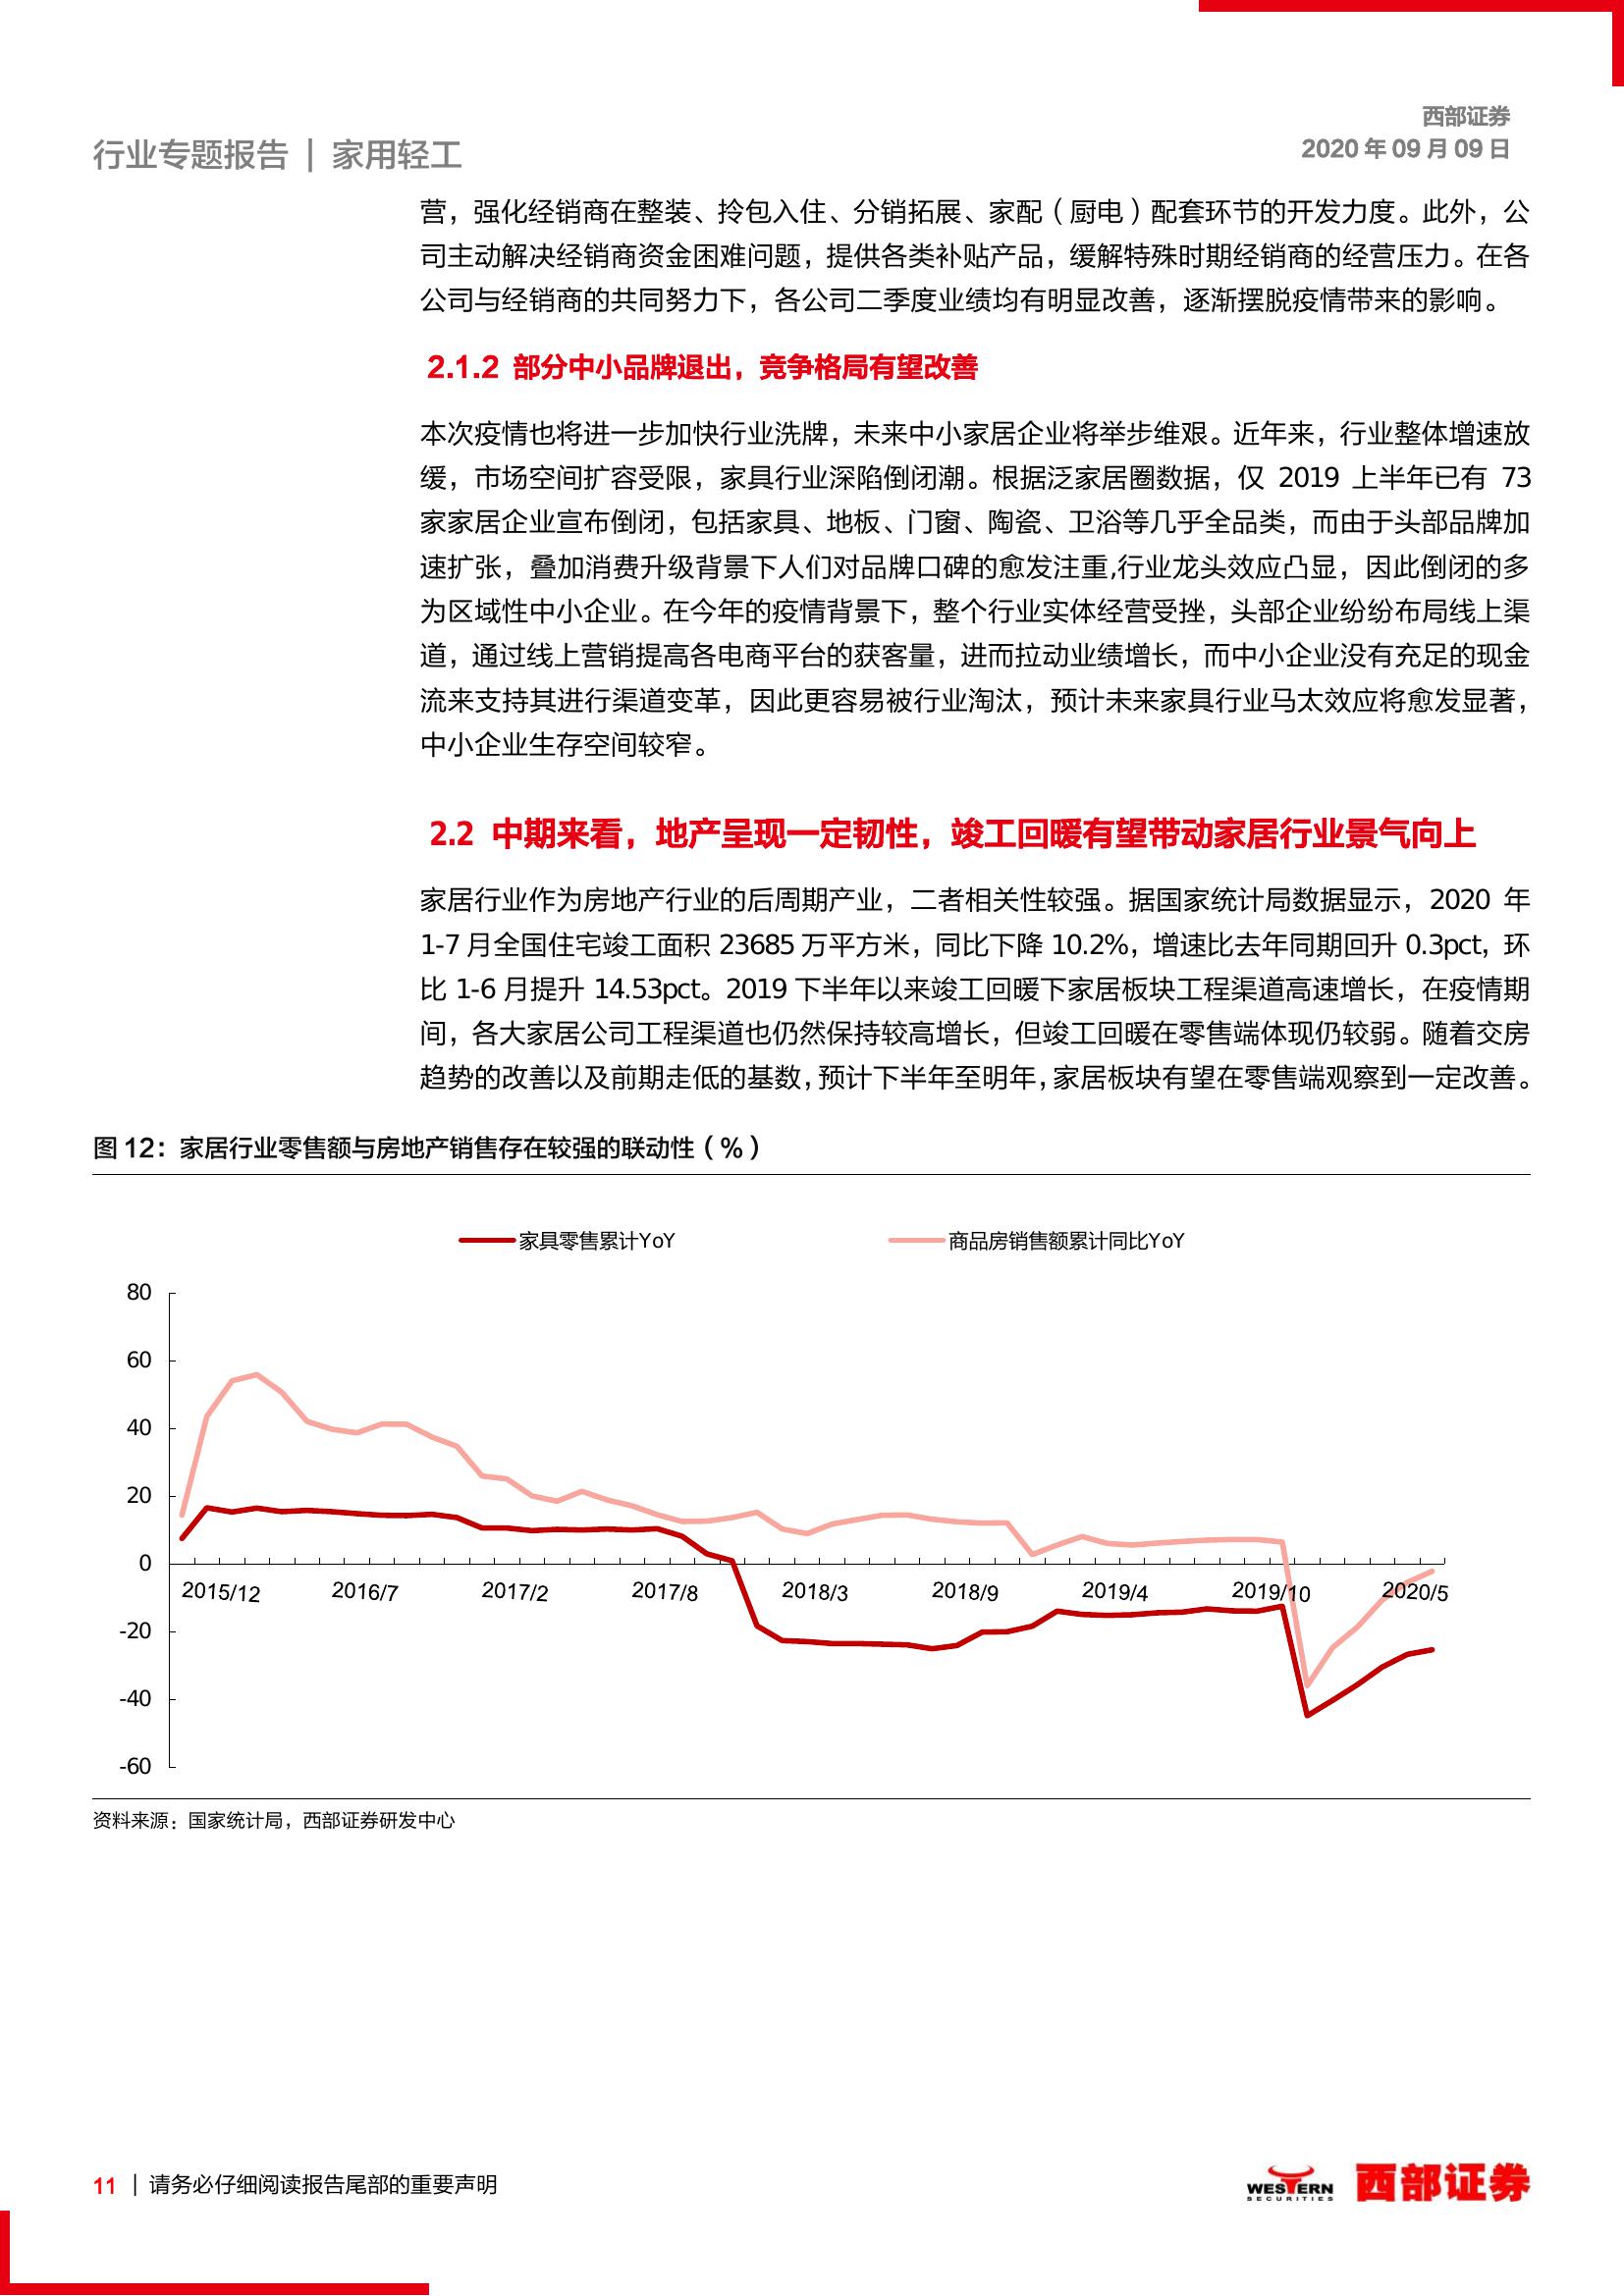 西部证券
行业专题报告 | 家用轻工
2020 年 09 月 09 日
营，强化经销商在整装、拎包入住、分销拓展、家配（厨电）配套环节的开发力度。此外，公
司主动解决经销商资金困难问题，提供各类补贴产品，缓解特殊时期经销商的经营压力。在各
公司与经销商的共同努力下，各公司二季度业绩均有明显改善，逐渐摆脱疫情带来的影响。
2.1.2 部分中小品牌退出，竞争格局有望改善
本次疫情也将进一步加快行业洗牌，未来中小家居企业将举步维艰。近年来，行业整体增速放
缓，市场空间扩容受限，家具行业深陷倒闭潮。根据泛家居圈数据，仅 2019 上半年已有 73
家家居企业宣布倒闭，包括家具、地板、门窗、陶瓷、卫浴等几乎全品类，而由于头部品牌加
速扩张，叠加消费升级背景下人们对品牌口碑的愈发注重,行业龙头效应凸显，因此倒闭的多
为区域性中小企业。在今年的疫情背景下，整个行业实体经营受挫，头部企业纷纷布局线上渠
道，通过线上营销提高各电商平台的获客量，进而拉动业绩增长，而中小企业没有充足的现金
流来支持其进行渠道变革，因此更容易被行业淘汰，预计未来家具行业马太效应将愈发显著，
中小企业生存空间较窄。
2.2 中期来看，地产呈现一定韧性，竣工回暖有望带动家居行业景气向上
家居行业作为房地产行业的后周期产业，二者相关性较强。据国家统计局数据显示，2020 年
1-7 月全国住宅竣工面积 23685 万平方米，同比下降 10.2%，增速比去年同期回升 0.3pct，环
比 1-6 月提升 14.53pct。2019 下半年以来竣工回暖下家居板块工程渠道高速增长，在疫情期
间，各大家居公司工程渠道也仍然保持较高增长，但竣工回暖在零售端体现仍较弱。随着交房
趋势的改善以及前期走低的基数，预计下半年至明年，家居板块有望在零售端观察到一定改善。
图 12：家居行业零售额与房地产销售存在较强的联动性（%）
家具零售累计YoY 商品房销售额累计同比YoY
80
60
40
20
0
2015/12 2016/7 2017/2 2017/8 2018/3 2018/9 2019/4 2019/10 2020/5
-20
-40
-60
资料来源：国家统计局，西部证券研发中心
11 | 请务必仔细阅读报告尾部的重要声明
WESTERN
SECURITIES
西部证券